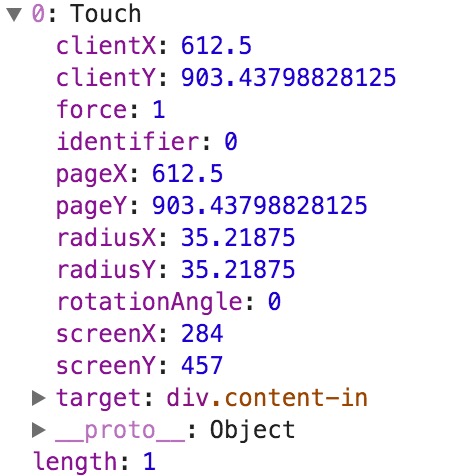 ▼ 0: Touch
clientX: 612.5
clientY: 903.43798828125
force: 1
identifier: 0
pageX: 612.5
pageY: 903.43798828125
radiusX: 35.21875
radiusY: 35.21875
rotationAngle: 0
screenX: 284
screenY: 457
▶ target: div.content-in
▶ __proto__: Object
length: 1